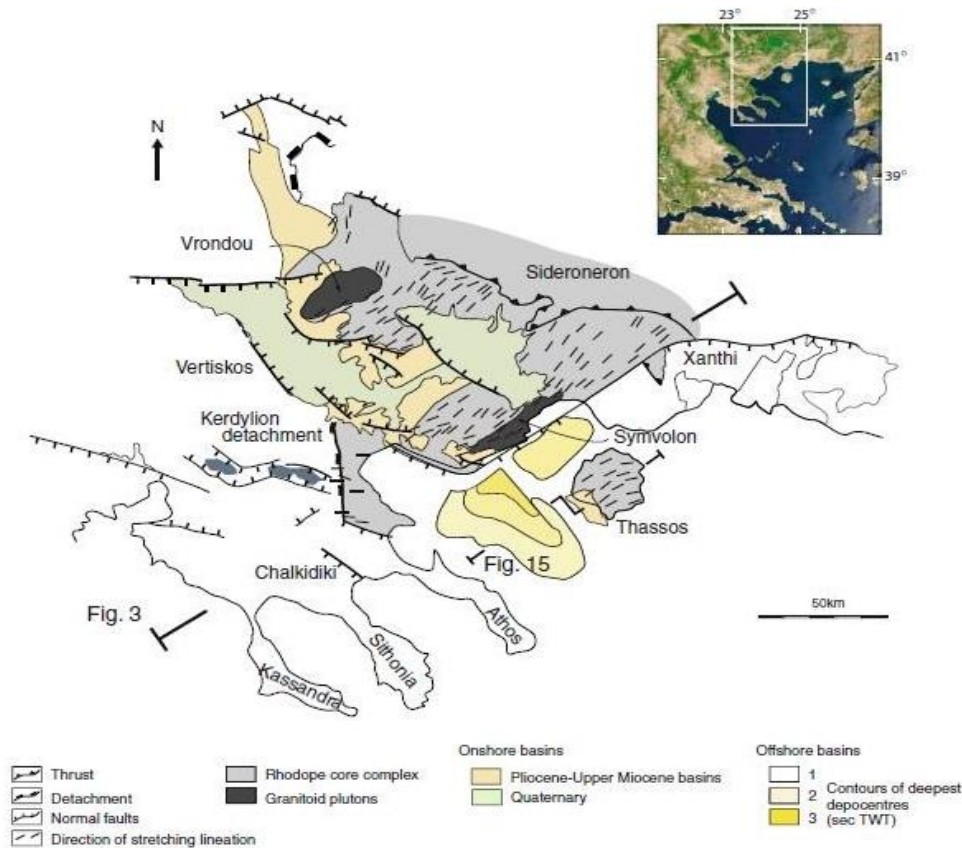 23° 25°
41°
39°
N
Vrondou
Sideroneron
Xanthi
Vertiskos
Kerdylion
detachment
Symvolon
Thassos
Fig. 15
Chalkidiki
50km
Fig. 3
Athos
Sithonia
Kassandra
Onshore basins
Offshore basins
Thrust
Rhodope core complex
Pliocene-Upper Miocene basins
1
Detachment
Granitoid plutons
Quaternary
2 Contours of deepest
depocentres
Normal faults
3 (sec TWT)
Direction of stretching lineation